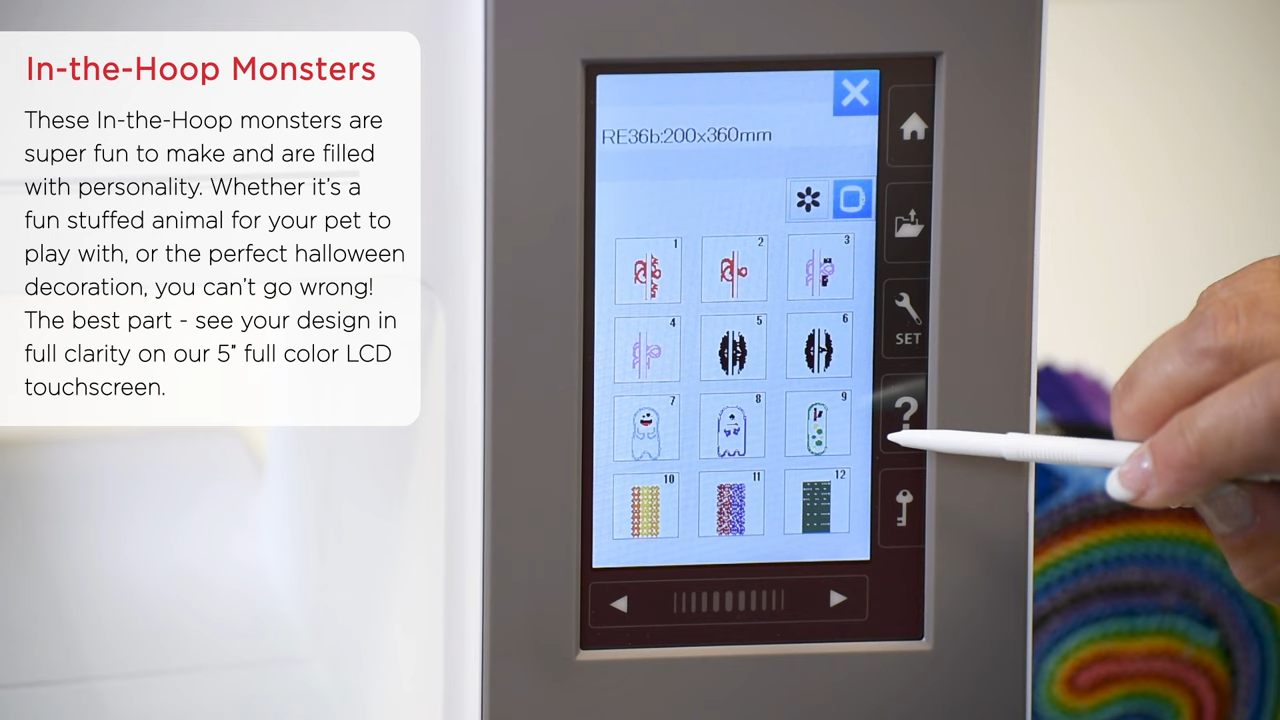 In-the-Hoop Monsters
These In-the-Hoop monsters are
super fun to make and are filled
with personality. Whether it's a
fun stuffed animal for your pet to
play with, or the perfect halloween
decoration, you can't go wrong!
The best part - see your design in
full clarity on our 5" full color LCD
touchscreen.
RE36b:200x360mm
1 2 3
4 5 6
7 8 9
10 11 12
SET
?